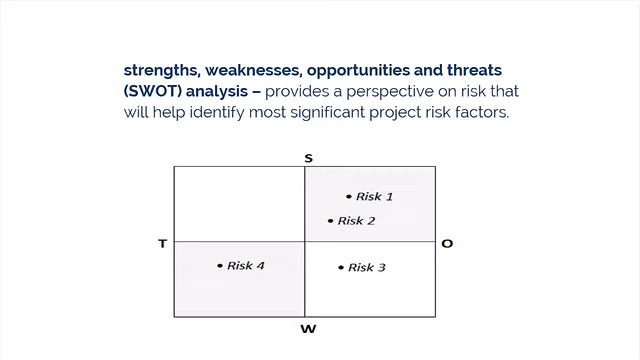 strengths, weaknesses, opportunities and threats
(SWOT) analysis – provides a perspective on risk that
will help identify most significant project risk factors.
S
• Risk 1
• Risk 2
T
O
• Risk 4
• Risk 3
W